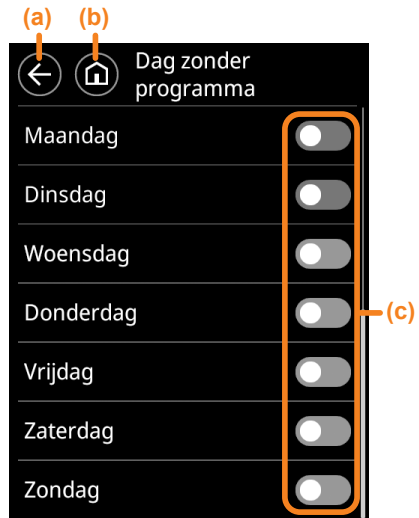 (a) (b)
Dag zonder
programma
Maandag
Dinsdag
Woensdag
Donderdag
(c)
Vrijdag
Zaterdag
Zondag